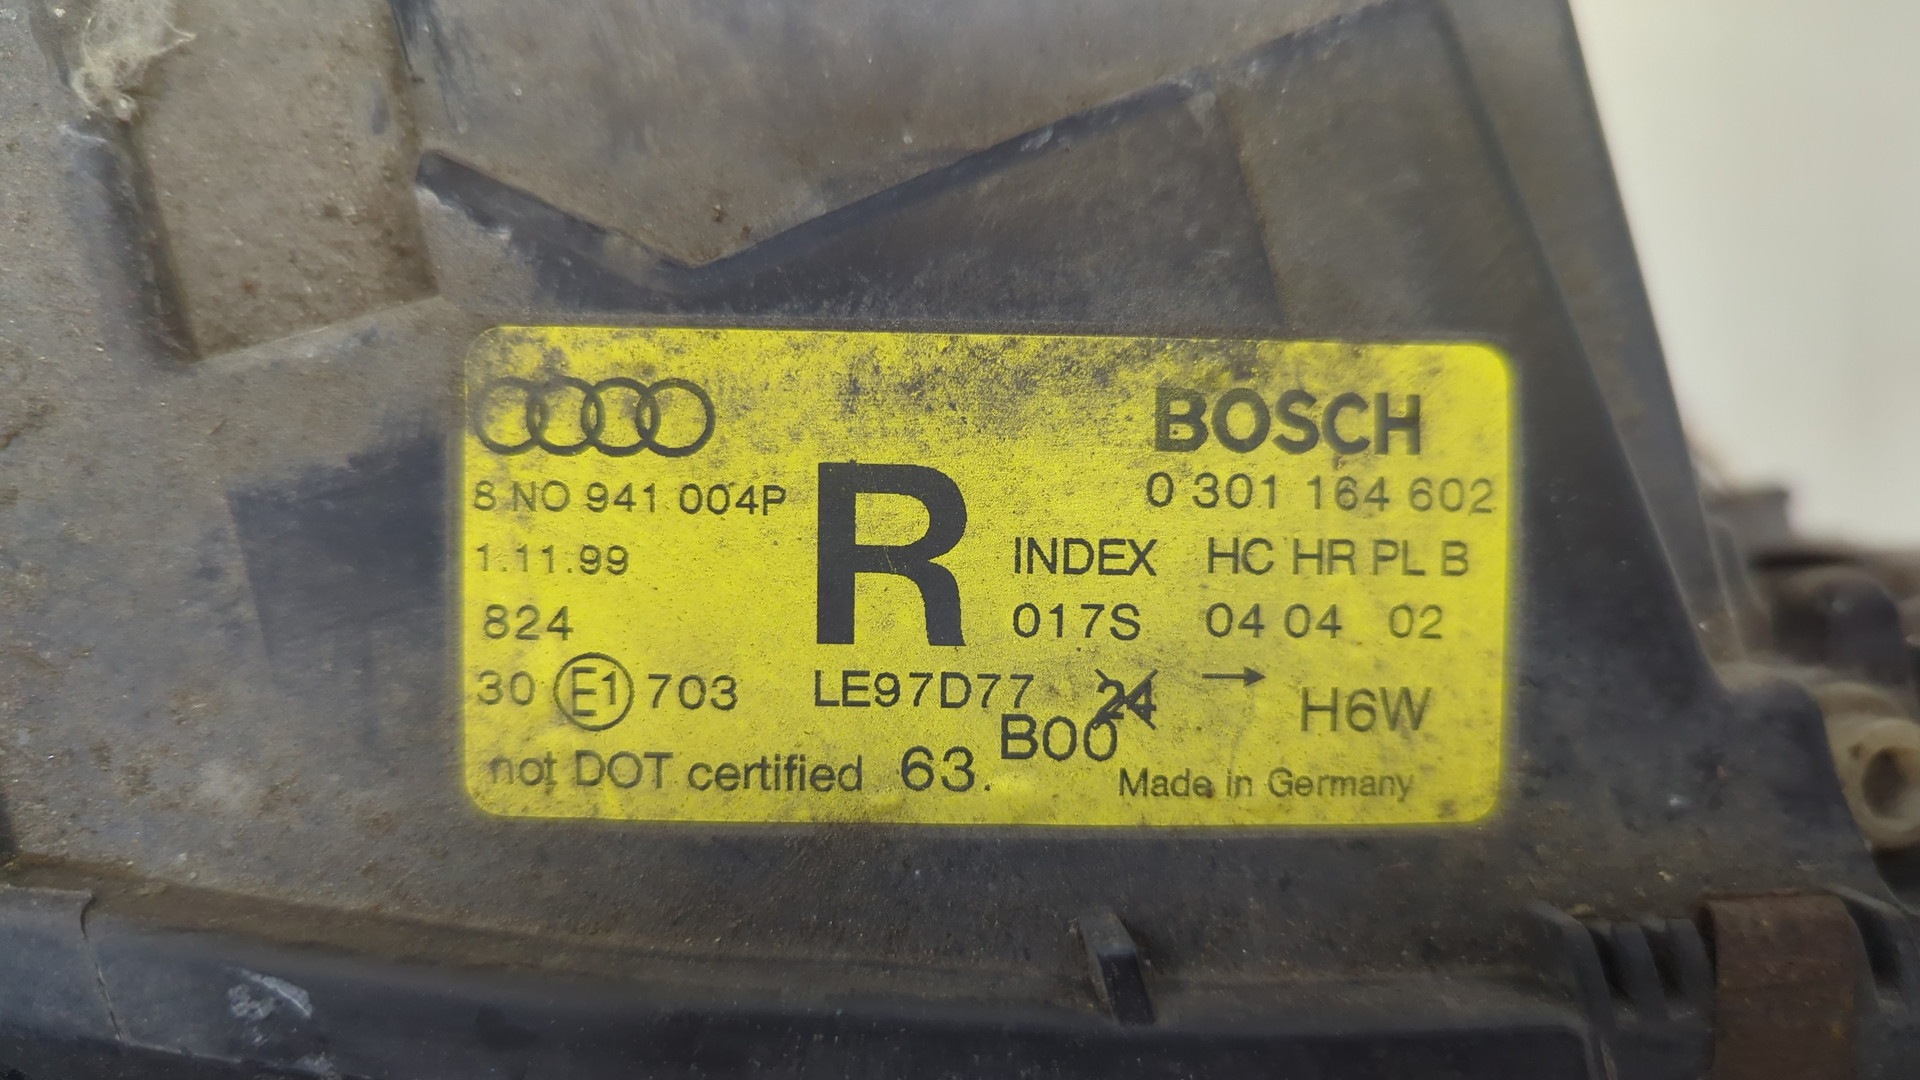 BOSCH
8 NO 941 004P
R
0 301 164 602
1.11.99
INDEX HC HR PL B
824
017S 04 04 02
30 E1 703
LE97D77 24 → H6W
B00
not DOT certified 63.
Made in Germany